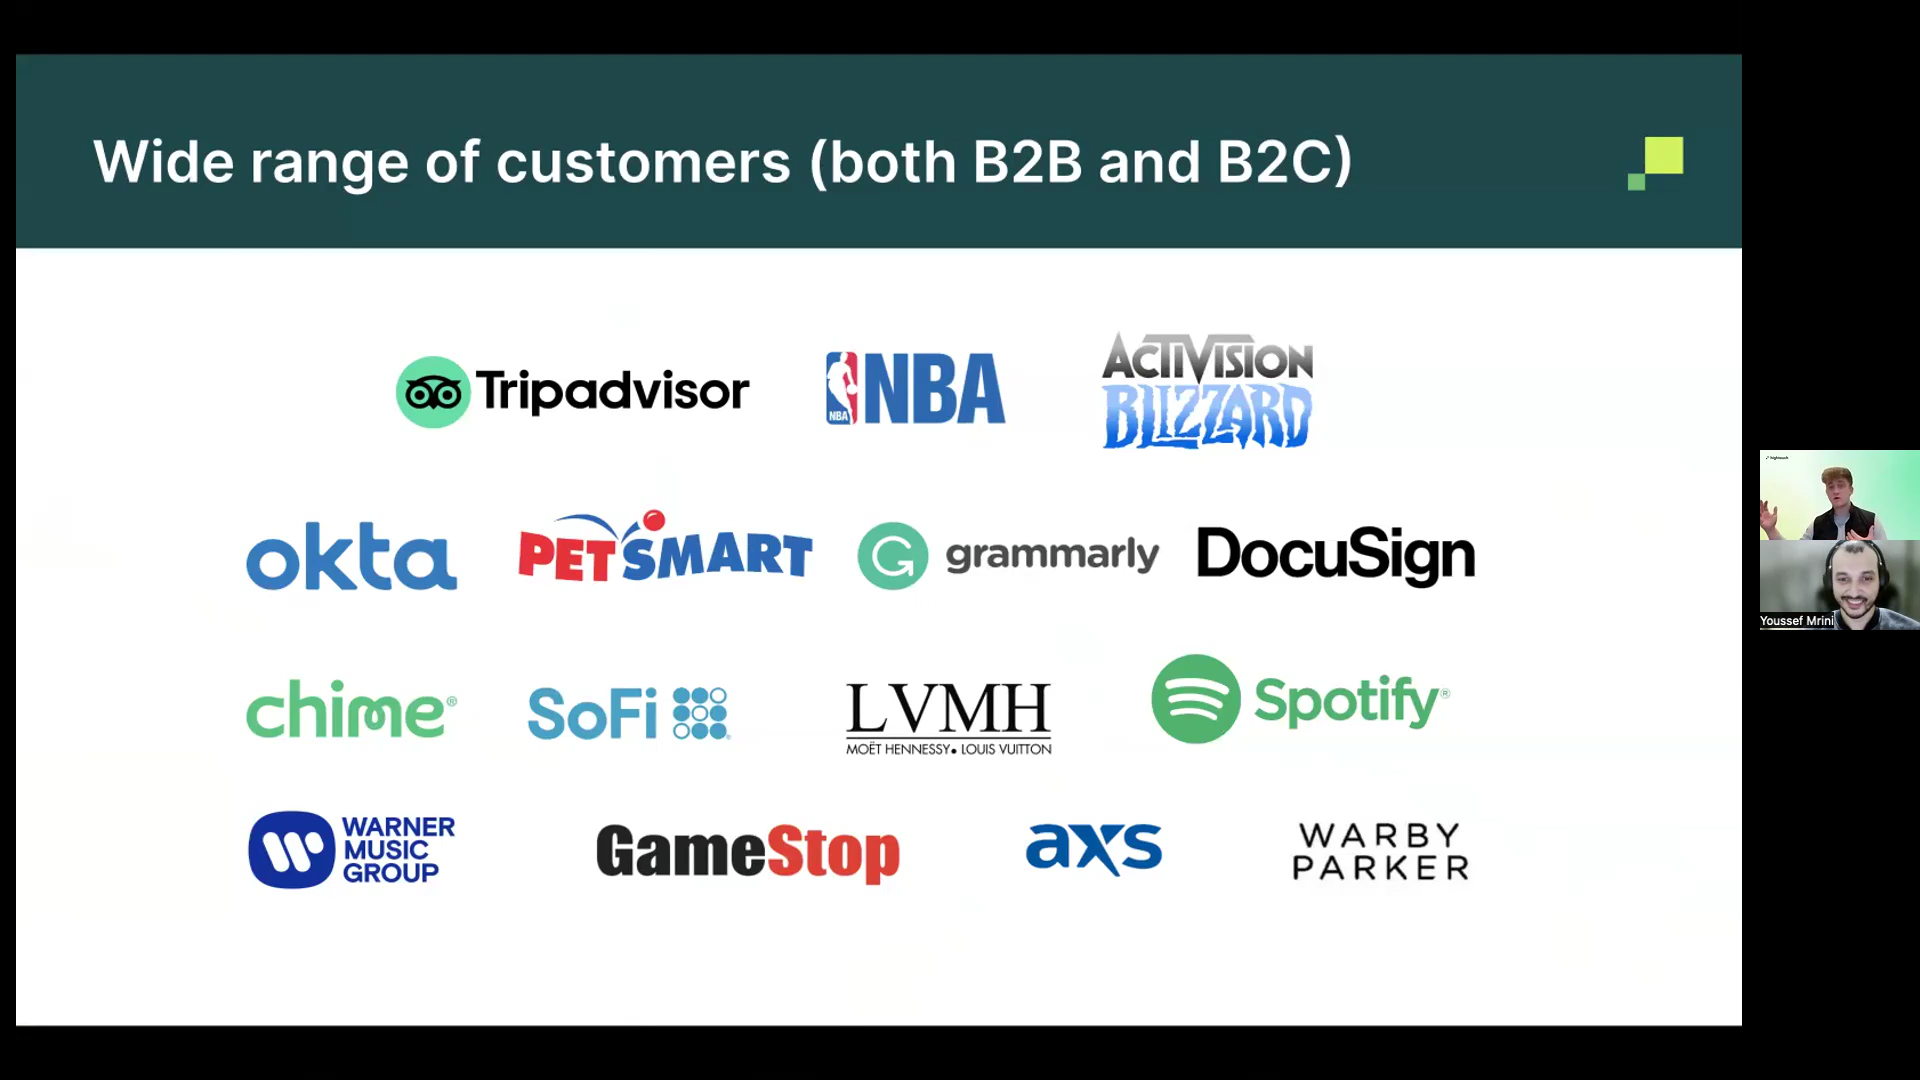 Wide range of customers (both B2B and B2C)
Tripadvisor
NBA
NBA
ACTIVISION
BLIZZARD
okta
PETSMART
grammarly
DocuSign
chime®
SoFi
LVMH
MOËT HENNESSY • LOUIS VUITTON
Spotify®
WARNER
MUSIC
GROUP
GameStop
axs
WARBY
PARKER
hightouch
Youssef Mrini